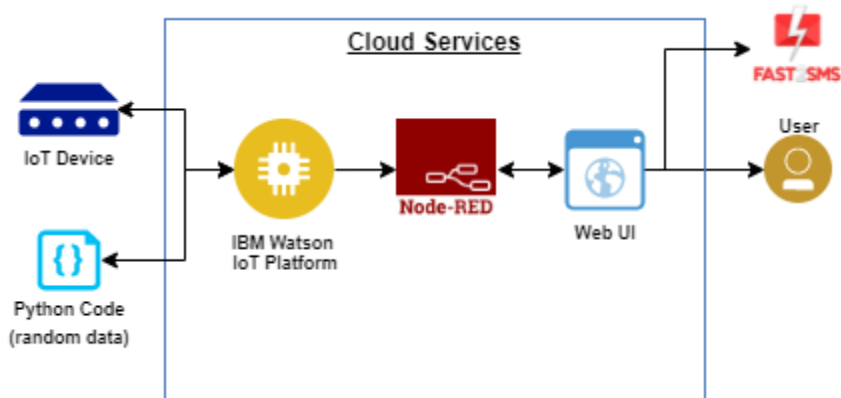 Cloud Services
FAST2SMS
User
IoT Device
Node-RED
IBM Watson
IoT Platform
Web UI
Python Code
(random data)